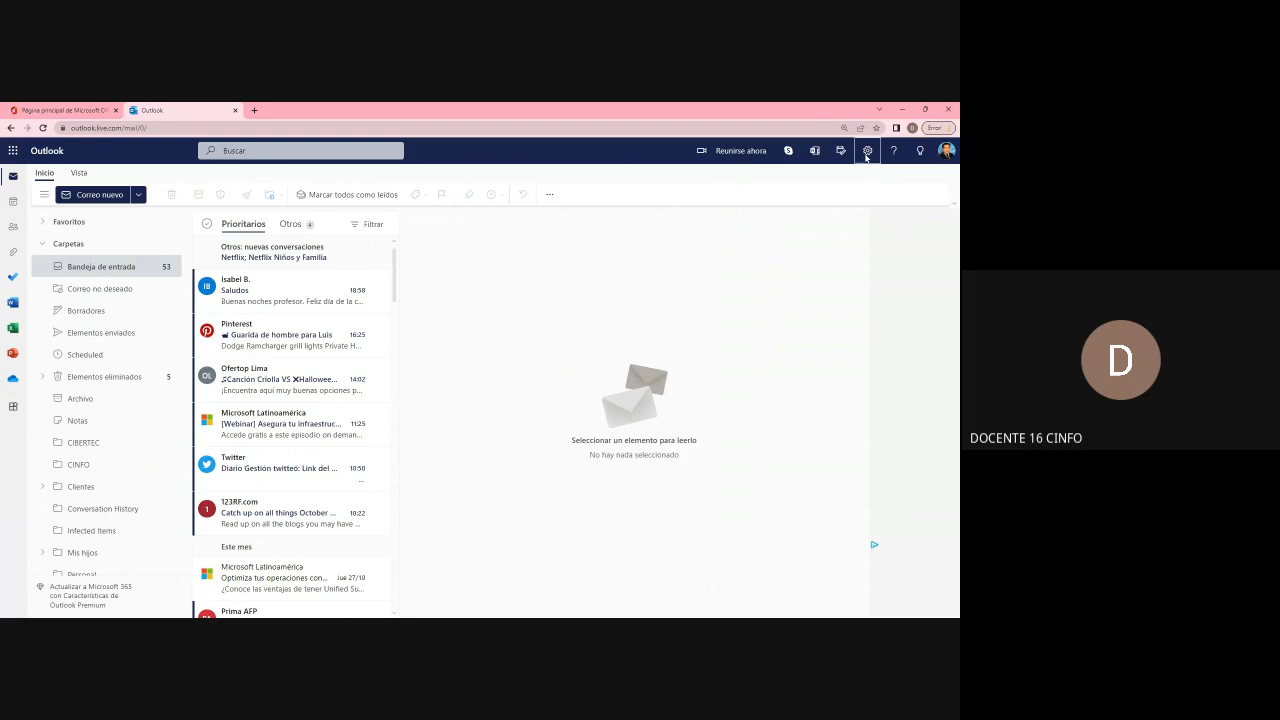 Página principal de Microsoft Of
Outlook
outlook.live.com/mail/0/
Error
Outlook
Buscar
Reunirse ahora
Inicio
Vista
Correo nuevo
Marcar todos como leídos
Favoritos
Carpetas
Bandeja de entrada 53
Correo no deseado
Borradores
Elementos enviados
Scheduled
Elementos eliminados 5
Archivo
Notas
CIBERTEC
CINFO
Clientes
Conversation History
Infected Items
Mis hijos
Personal
Actualizar a Microsoft 365
con Características de
Outlook Premium
Prioritarios
Otros 4
Filtrar
Otros: nuevas conversaciones
Netflix; Netflix Niños y Familia
IB
Isabel B.
Saludos 18:58
Buenas noches profesor. Feliz día de la c...
Pinterest
Guarida de hombre para Luis 16:25
Dodge Ramcharger grill lights Private H...
OL
Ofertop Lima
♫Canción Criolla VS ❌Hallowee... 14:02
¡Encuentra aquí muy buenas opciones p...
Microsoft Latinoamérica
[Webinar] Asegura tu infraestruc... 11:25
Accede gratis a este episodio on deman...
Twitter
Diario Gestión twitteó: Link del ... 10:50
...
1
123RF.com
Catch up on all things October ... 10:22
Read up on all the blogs you may have ...
Este mes
Microsoft Latinoamérica
Optimiza tus operaciones con... Jue 27/10
¿Conoce las ventajas de tener Unified Su...
Prima AFP
Seleccionar un elemento para leerlo
No hay nada seleccionado
D
DOCENTE 16 CINFO